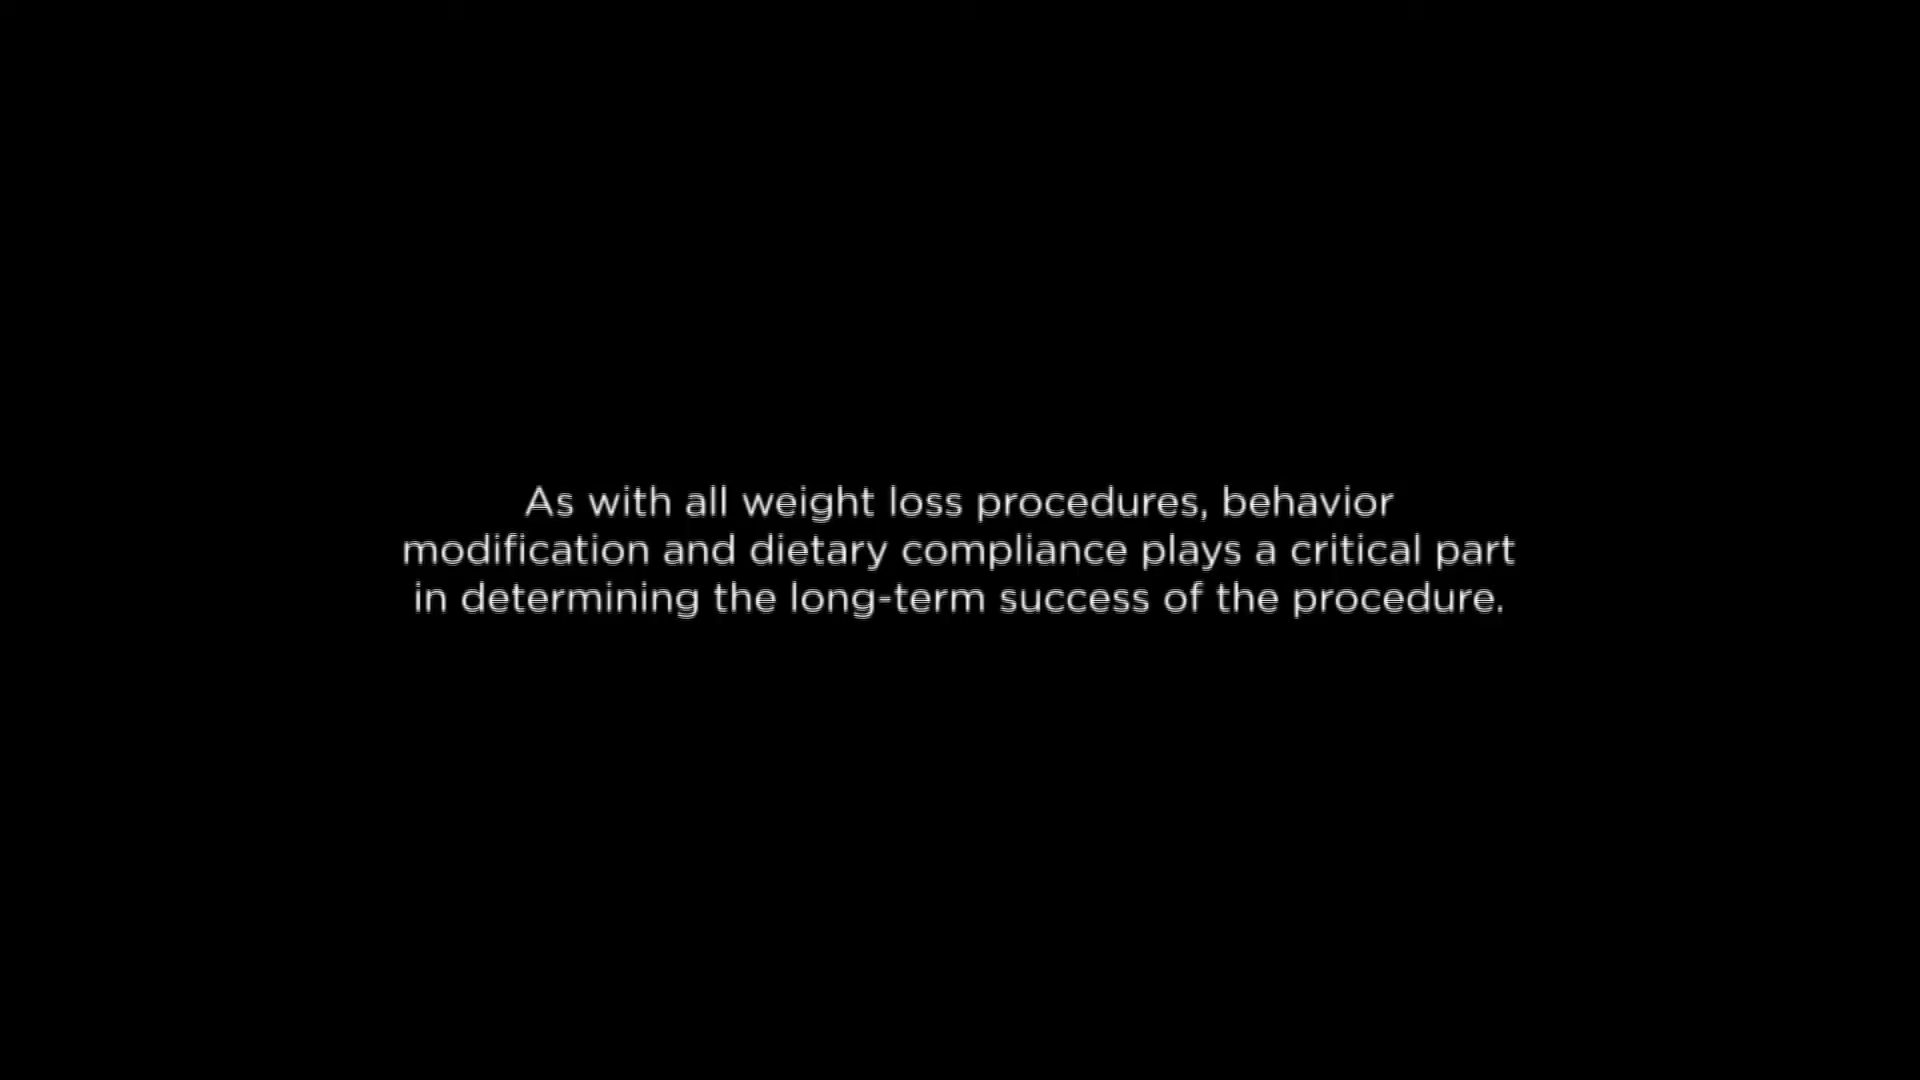 As with all weight loss procedures, behavior
modification and dietary compliance plays a critical part
in determining the long-term success of the procedure.